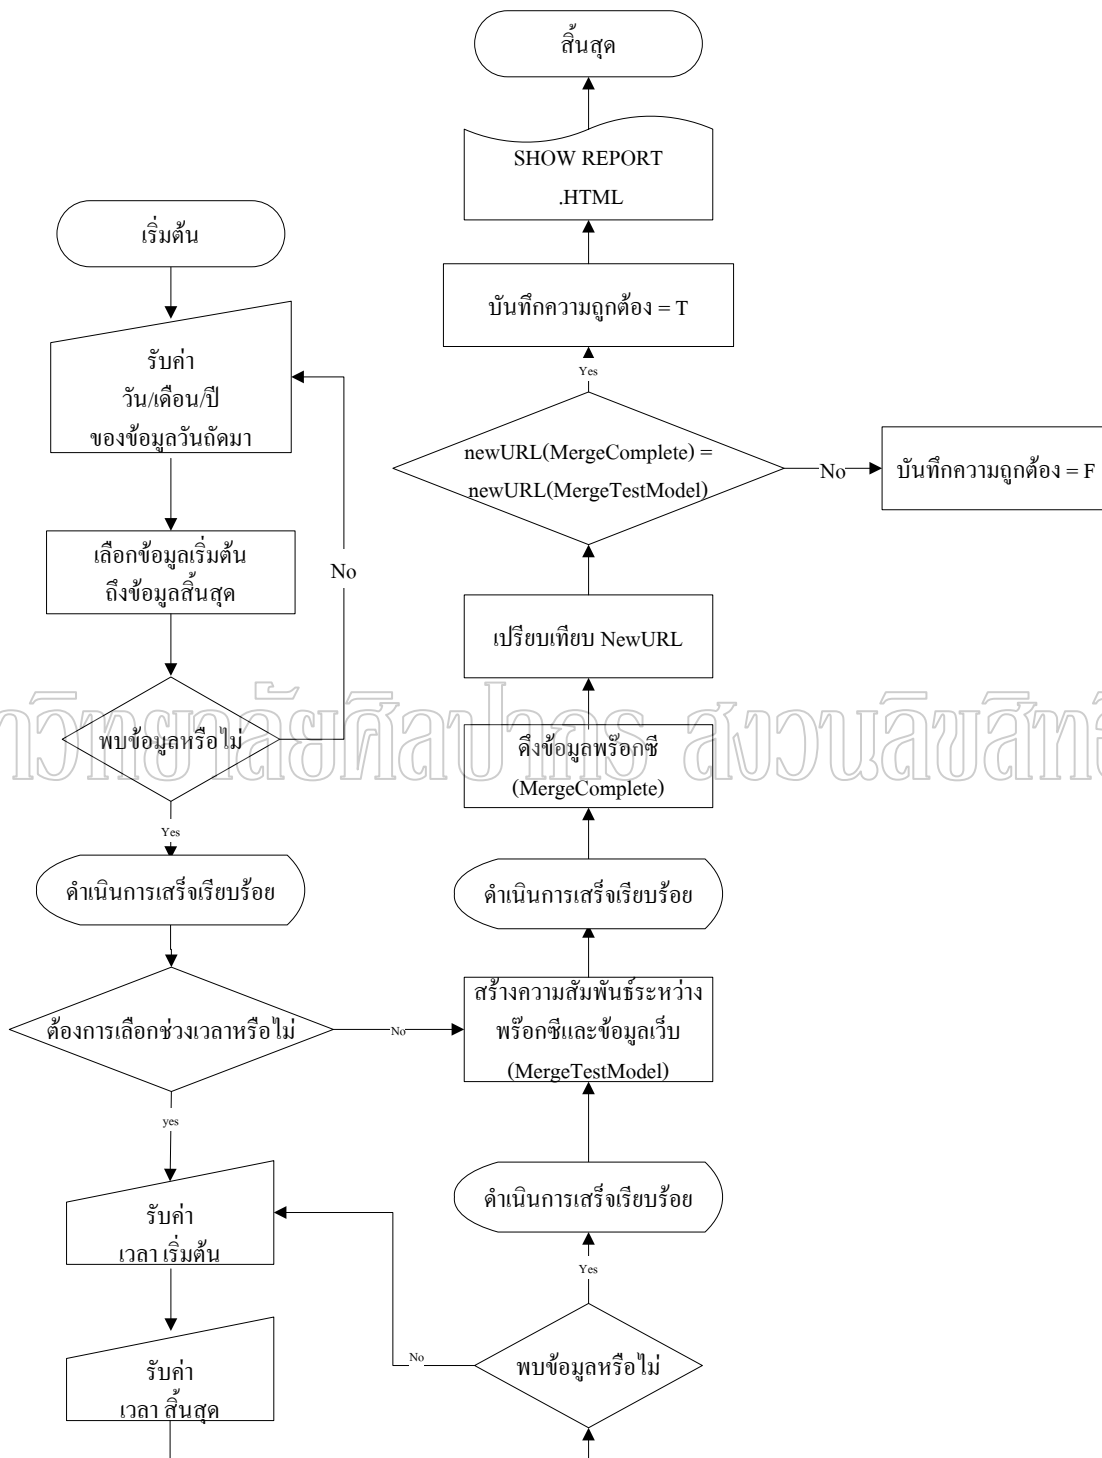 เริ่มต้น
รับค่า
วัน/เดือน/ปี
ของข้อมูลวันถัดมา
เลือกข้อมูลเริ่มต้น
ถึงข้อมูลสิ้นสุด
No
พบข้อมูลหรือไม่
Yes
ดำเนินการเสร็จเรียบร้อย
ต้องการเลือกช่วงเวลาหรือไม่
No
yes
รับค่า
เวลา เริ่มต้น
รับค่า
เวลา สิ้นสุด
พบข้อมูลหรือไม่
No
Yes
ดำเนินการเสร็จเรียบร้อย
สร้างความสัมพันธ์ระหว่าง
พร๊อกซีและข้อมูลเว็บ
(MergeTestModel)
ดำเนินการเสร็จเรียบร้อย
ดึงข้อมูลพร๊อกซี
(MergeComplete)
เปรียบเทียบ NewURL
newURL(MergeComplete) =
newURL(MergeTestModel)
No
บันทึกความถูกต้อง = F
Yes
บันทึกความถูกต้อง = T
SHOW REPORT
.HTML
สิ้นสุด